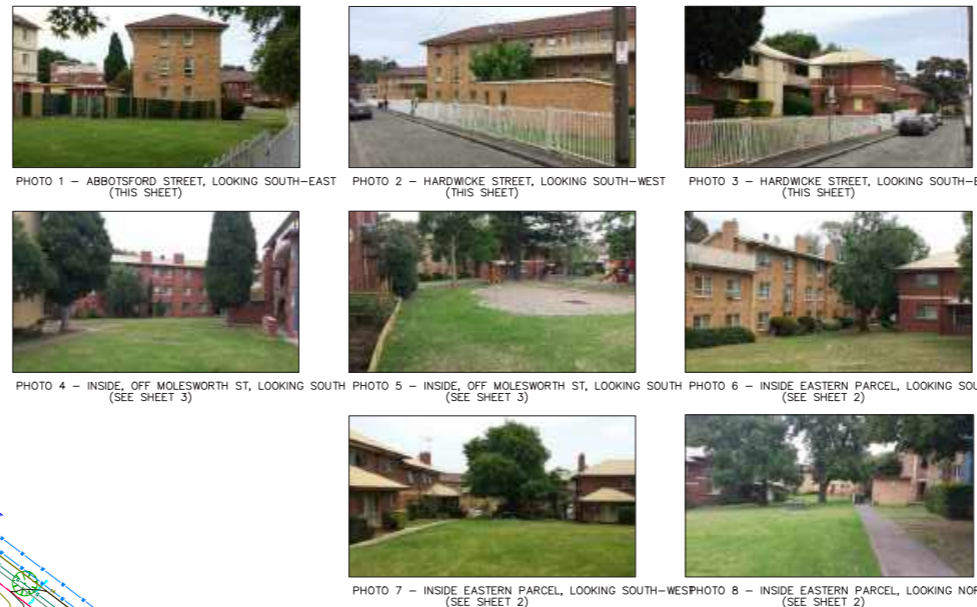 PHOTO 1 – ABBOTSFORD STREET, LOOKING SOUTH-EAST
(THIS SHEET)
PHOTO 2 – HARDWICKE STREET, LOOKING SOUTH-WEST
(THIS SHEET)
PHOTO 3 – HARDWICKE STREET, LOOKING
(THIS SHEET)
PHOTO 4 – INSIDE, OFF MOLESWORTH ST, LOOKING SOUTH
(SEE SHEET 3)
PHOTO 5 – INSIDE, OFF MOLESWORTH ST, LOOKING SOUTH
(SEE SHEET 3)
PHOTO 6 – INSIDE EASTERN PARCEL, LOOKING
(SEE SHEET 2)
PHOTO 7 – INSIDE EASTERN PARCEL, LOOKING SOUTH-WEST
(SEE SHEET 2)
PHOTO 8 – INSIDE EASTERN PARCEL, LOOKING
(SEE SHEET 2)